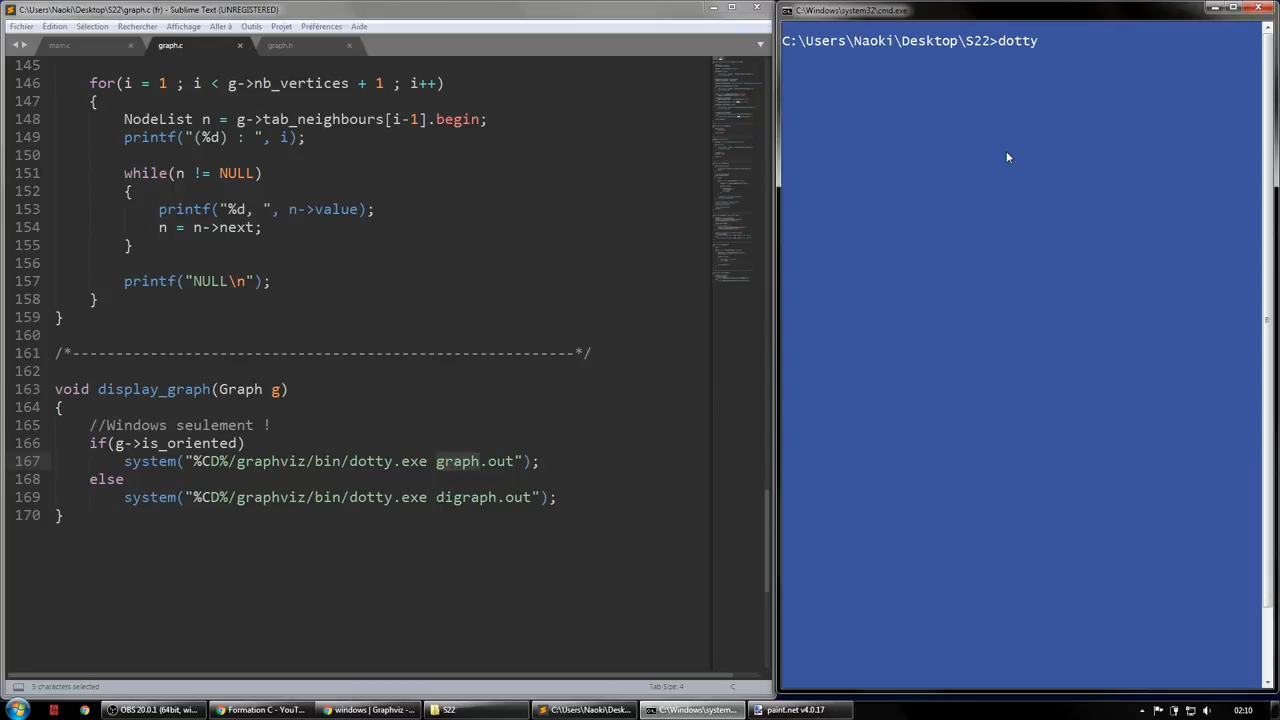 C:\Users\Naoki\Desktop\S22\graph.c (fr) - Sublime Text (UNREGISTERED)
Fichier Édition Sélection Rechercher Affichage Aller à Outils Projet Préférences Aide
main.c graph.c graph.h
145
146 for(i = 1 ; i < g->nb_vertices + 1 ; i++)
147 {
148 NodeList n = g->tab_neighbours[i-1].begin;
149 printf("(%d) : ", i);
150
151 while(n != NULL)
152 {
153 printf("%d, ", n->value);
154 n = n->next;
155 }
156
157 printf("NULL\n");
158 }
159 }
160
161 /*----------------------------------------------------------*/
162
163 void display_graph(Graph g)
164 {
165 //Windows seulement !
166 if(g->is_oriented)
167 system("%CD%/graphviz/bin/dotty.exe graph.out");
168 else
169 system("%CD%/graphviz/bin/dotty.exe digraph.out");
170 }
5 characters selected Tab Size: 4 C
C:\Windows\system32\cmd.exe
C:\Users\Naoki\Desktop\S22>dotty
OBS 20.0.1 (64bit, wi... Formation C - YouT... windows | Graphviz -... S22 C:\Users\Naoki\Desk... C:\Windows\system... paint.net v4.0.17 02:10